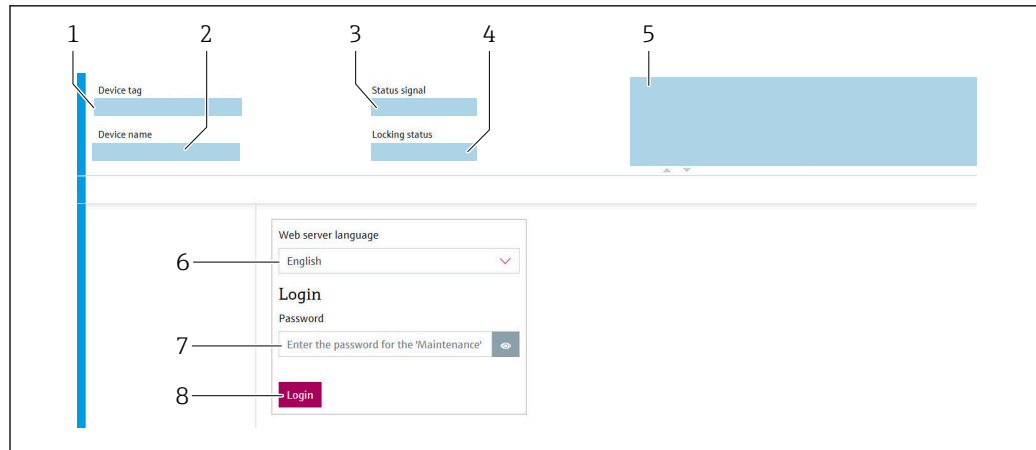 1 2 3 4 5
Device tag Status signal
Device name Locking status
Web server language
6 English
Login
Password
7 Enter the password for the 'Maintenance'
8 Login